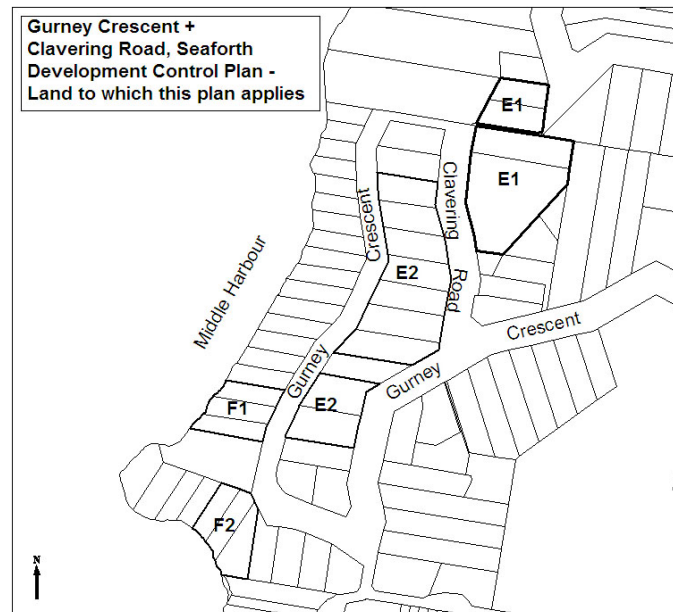 Gurney Crescent +
Clavering Road, Seaforth
Development Control Plan -
Land to which this plan applies
E1
E1
Clavering
Road
Crescent
E2
Middle Harbour
Crescent
Gurney
Gurney
E2
F1
F2
N